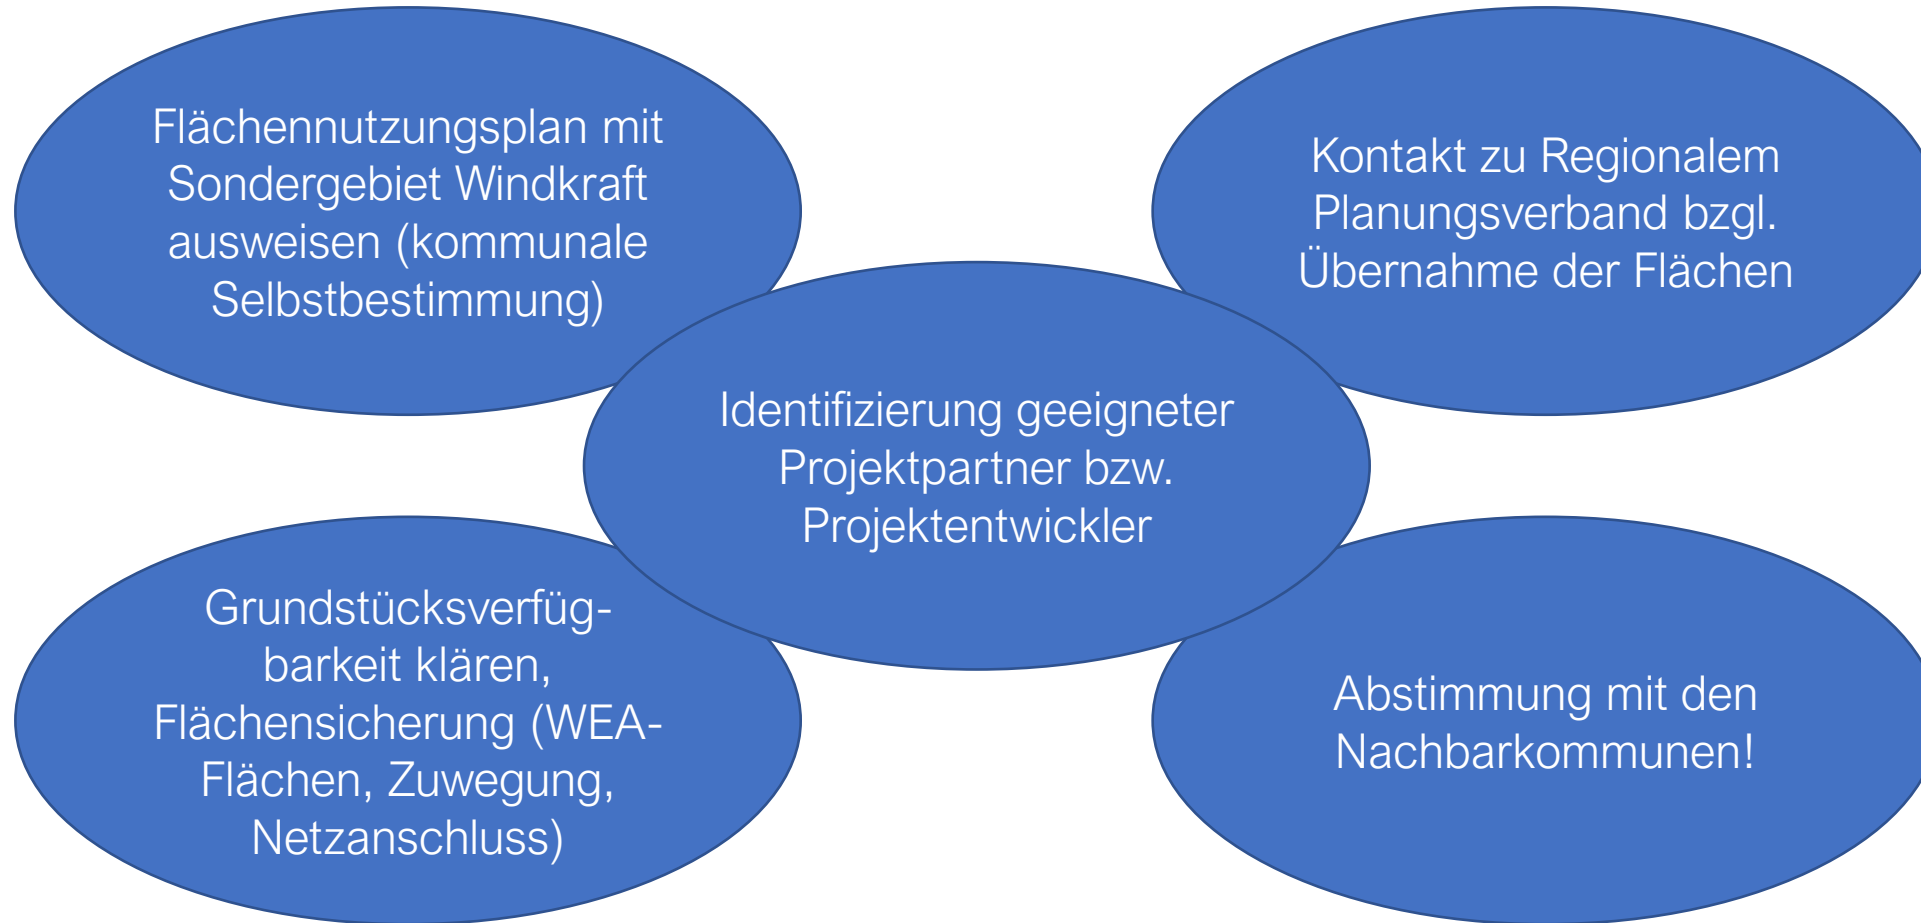 Flächennutzungsplan mit
Sondergebiet Windkraft
ausweisen (kommunale
Selbstbestimmung)
Kontakt zu Regionalem
Planungsverband bzgl.
Übernahme der Flächen
Identifizierung geeigneter
Projektpartner bzw.
Projektentwickler
Grundstücksverfüg-
barkeit klären,
Flächensicherung (WEA-
Flächen, Zuwegung,
Netzanschluss)
Abstimmung mit den
Nachbarkommunen!